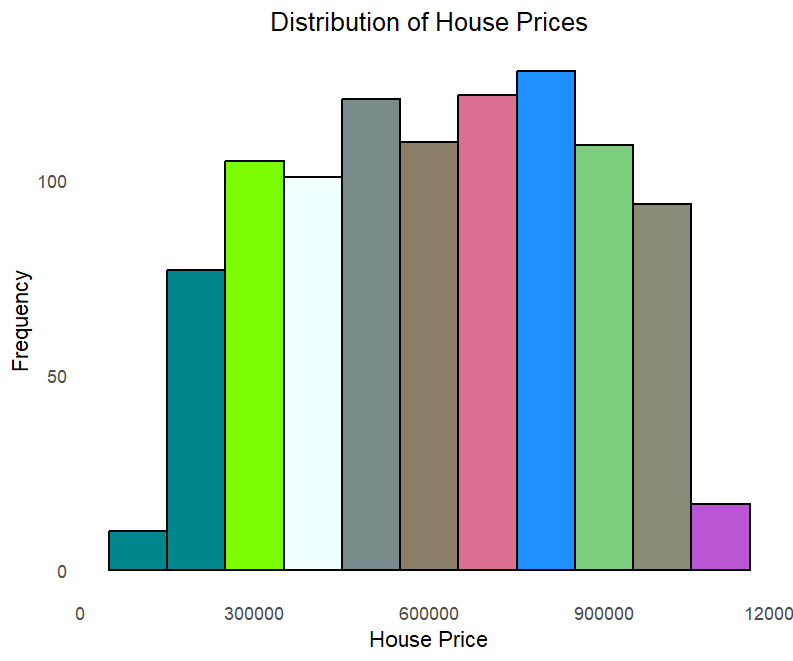 Distribution of House Prices
Frequency
100
50
0
0 300000 600000 900000 12000
House Price